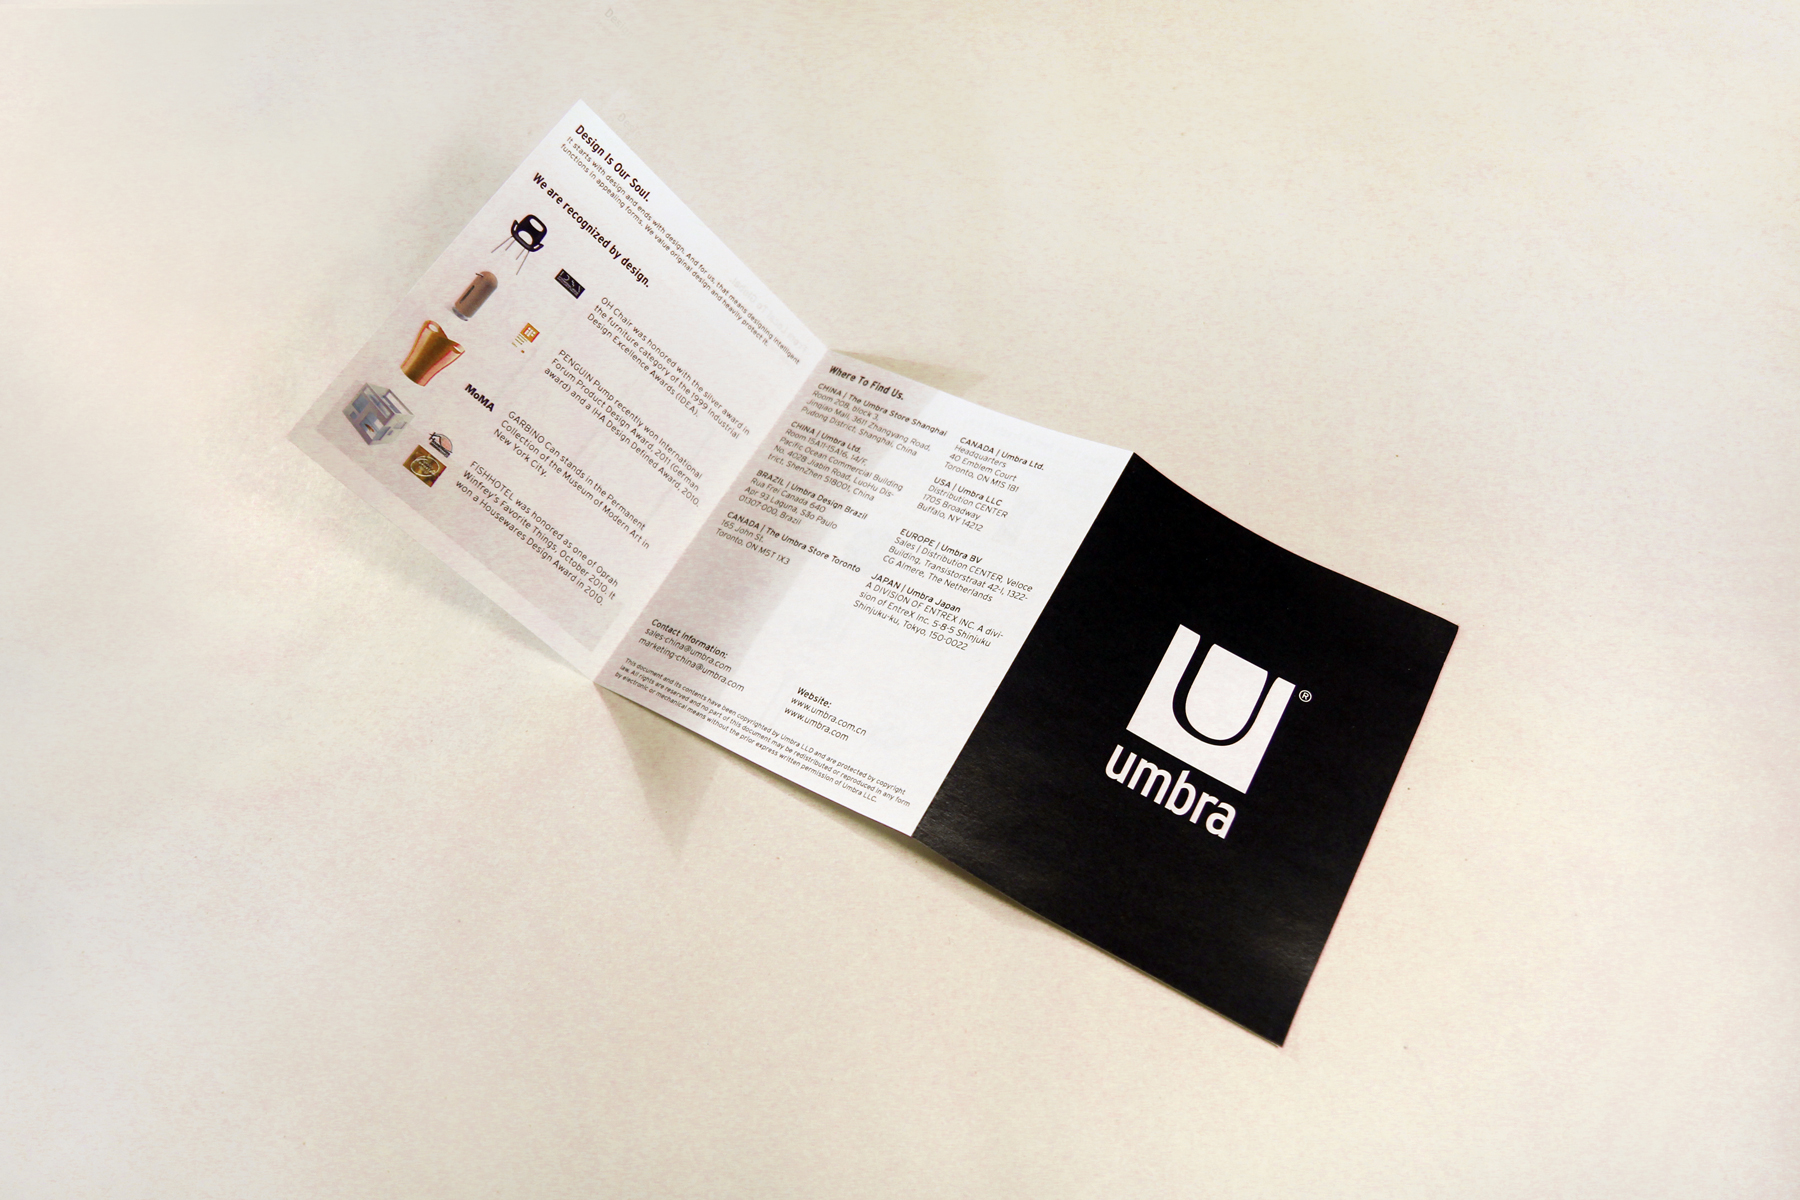 Design Is Our Soul.
It starts with design and ends with design. And for us, that means designing intelligent
functions in appealing forms. We value original design and heavily protect it.
We are recognized by design.
OH Chair was honored with the silver award in
the furniture category of the 1999 Industrial
Design Excellence Awards (IDEA).
iF
PENGUIN Pump recently won International
Forum Product Design Award, 2011 (German
award) and a IHA Design Defined Award, 2010.
MoMA
GARBINO Can stands in the Permanent
Collection of the Museum of Modern Art in
New York City.
FISHHOTEL was honored as one of Oprah
Winfrey's Favorite Things, October 2010. It
won a Housewares Design Award in 2010.
Where To Find Us.
CHINA | The Umbra Store Shanghai
Room 20B, block 3,
Jinqiao Mall, 3611 Zhangyang Road,
Pudong District, Shanghai, China
CHINA | Umbra Ltd.
Room 15A11-15A16, 14/F,
Pacific Ocean Commercial Building
No. 4028 Jiabin Road, LuoHu Dis-
trict, ShenZhen 518001, China
BRAZIL | Umbra Design Brazil
Rua Frei Canada 640
Apr 93 Laguna, São Paulo
01307-000, Brazil
CANADA | The Umbra Store Toronto
165 John St.
Toronto, ON M5T 1X3
CANADA | Umbra Ltd.
Headquarters
40 Emblem Court
Toronto, ON M1S 1B1
USA | Umbra LLC
Distribution CENTER
1705 Broadway
Buffalo, NY 14212
EUROPE | Umbra BV
Sales | Distribution CENTER, Veloce
Building, Transistorstraat 42-I, 1322-
CG Almere, The Netherlands
JAPAN | Umbra Japan
A DIVISION OF ENTREX INC. A divi-
sion of EntreX Inc. 5-8-5 Shinjuku
Shinjuku-ku, Tokyo, 150-0022
Contact Information:
sales-china@umbra.com
marketing-china@umbra.com
Website:
www.umbra.com.cn
www.umbra.com
This document and its contents have been copyrighted by Umbra LLD and are protected by copyright
law. All rights are reserved and no part of this document may be redistributed or reproduced in any form
by electronic or mechanical means without the prior express written permission of Umbra LLC.
U®
umbra